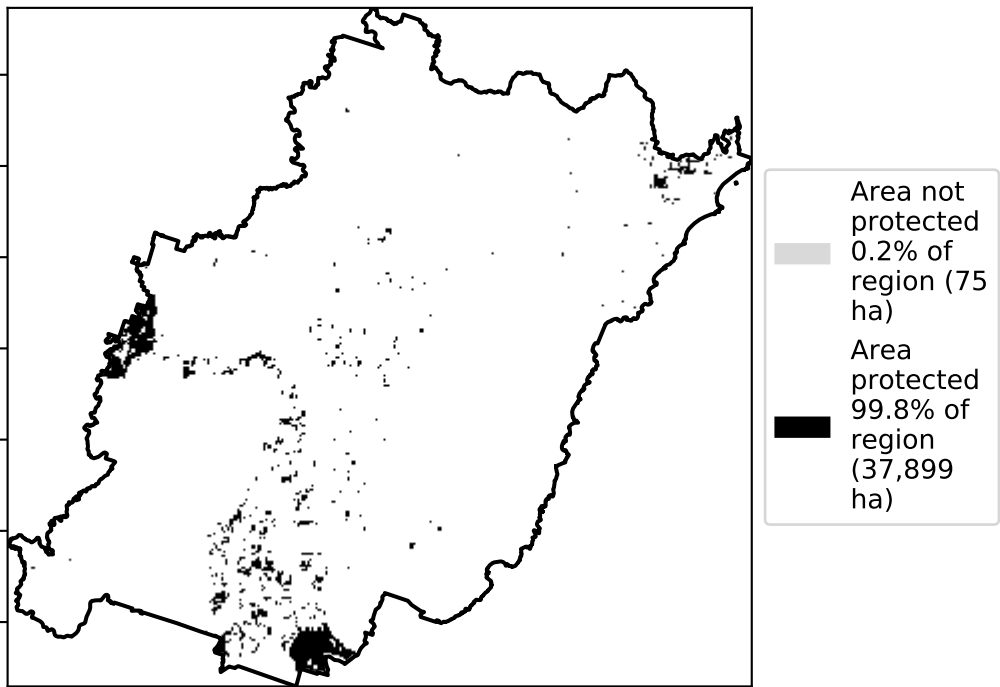 Area not
protected
0.2% of
region (75
ha)
Area
protected
99.8% of
region
(37,899
ha)